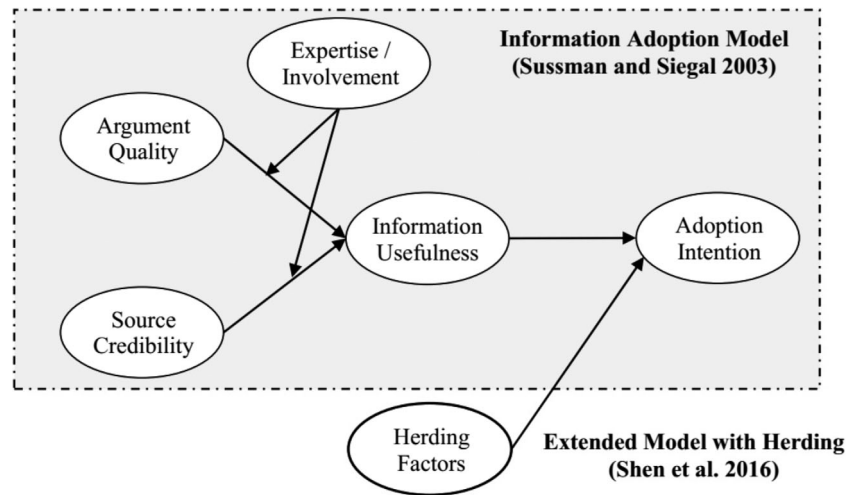 Expertise /
Involvement
Information Adoption Model
(Sussman and Siegal 2003)
Argument
Quality
Information
Usefulness
Adoption
Intention
Source
Credibility
Herding
Factors
Extended Model with Herding
(Shen et al. 2016)